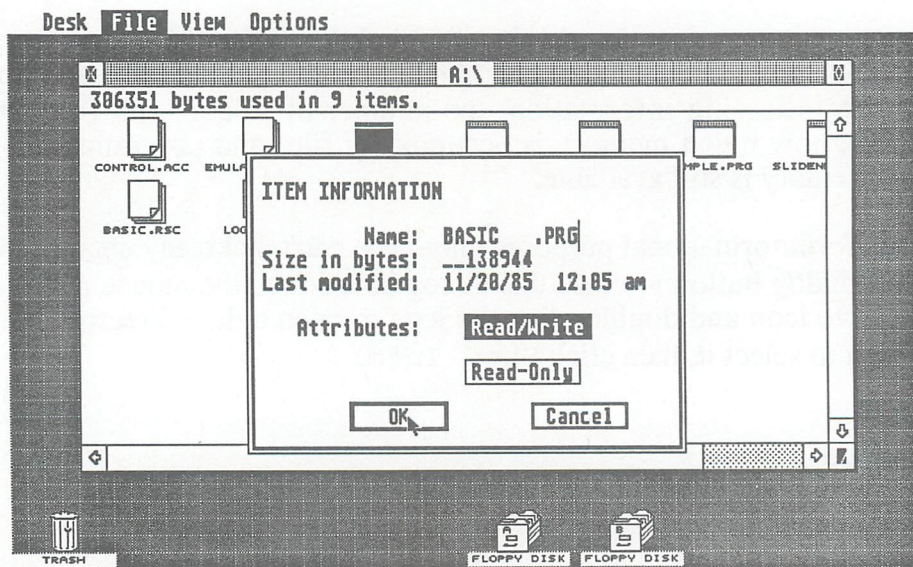 Desk File View Options
A:\
306351 bytes used in 9 items.
CONTROL.ACC
BASIC.RSC
ITEM INFORMATION
Name: BASIC .PRG
Size in bytes: __138944
Last modified: 11/20/85 12:05 am
Attributes: Read/Write
Read-Only
OK Cancel
TRASH FLOPPY DISK FLOPPY DISK